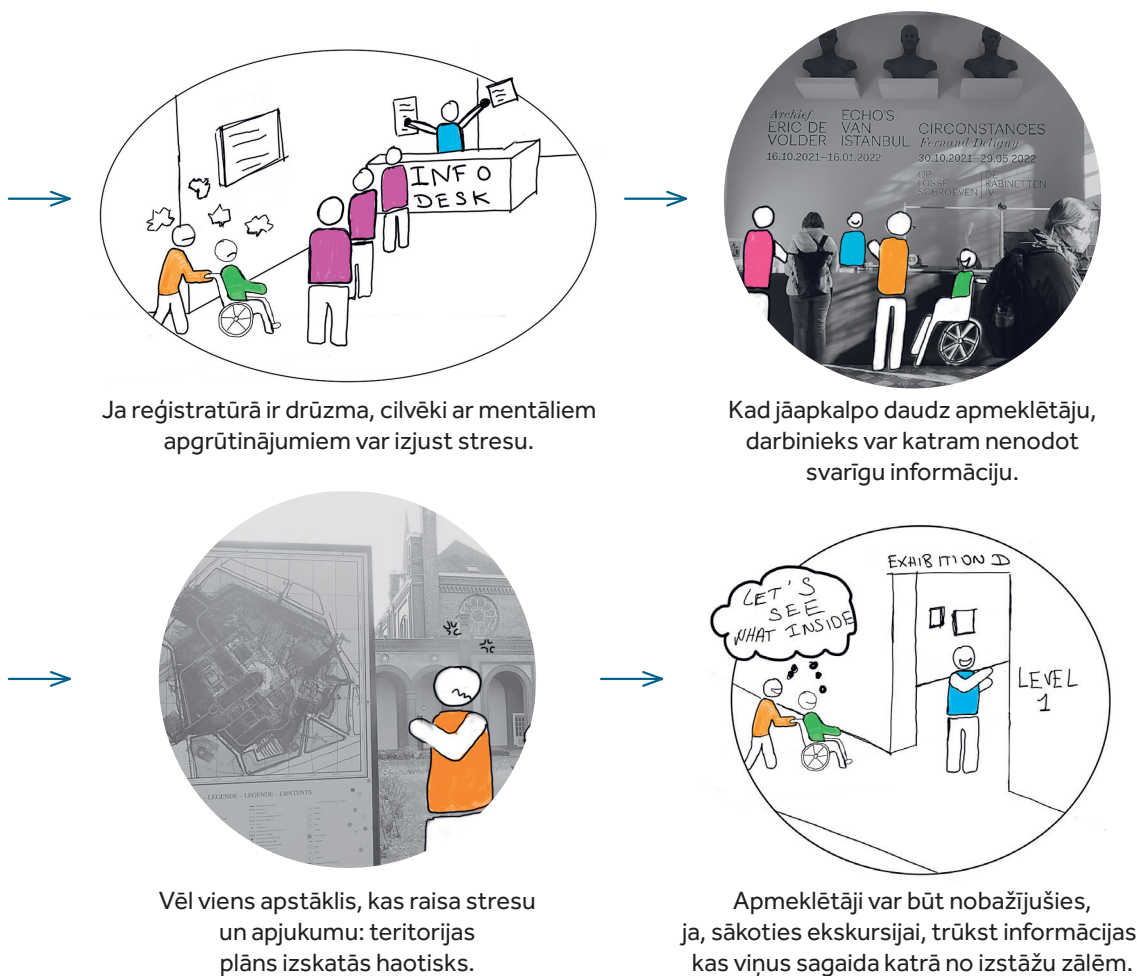 INFO
DESK
Archief
ERIC DE
VOLDER
16.10.2021–16.01.2022
ECHO'S
VAN
ISTANBUL
CIRCONSTANCES
Fernand Deligny
30.10.2021–29.05.2022
OP
LOSSE
SCHROEVEN
DE
KABINETTEN
IV
Ja reģistratūrā ir drūzma, cilvēki ar mentāliem
apgrūtinājumiem var izjust stresu.
Kad jāapkalpo daudz apmeklētāju,
darbinieks var katram nenodot
svarīgu informāciju.
LEGENDE - LEGENDE - CONTENTS
EXHIBITION D
LET'S
SEE
WHAT INSIDE
LEVEL
1
Vēl viens apstāklis, kas raisa stresu
un apjukumu: teritorijas
plāns izskatās haotisks.
Apmeklētāji var būt nobažījušies,
ja, sākoties ekskursijai, trūkst informācijas
kas viņus sagaida katrā no izstāžu zālēm.